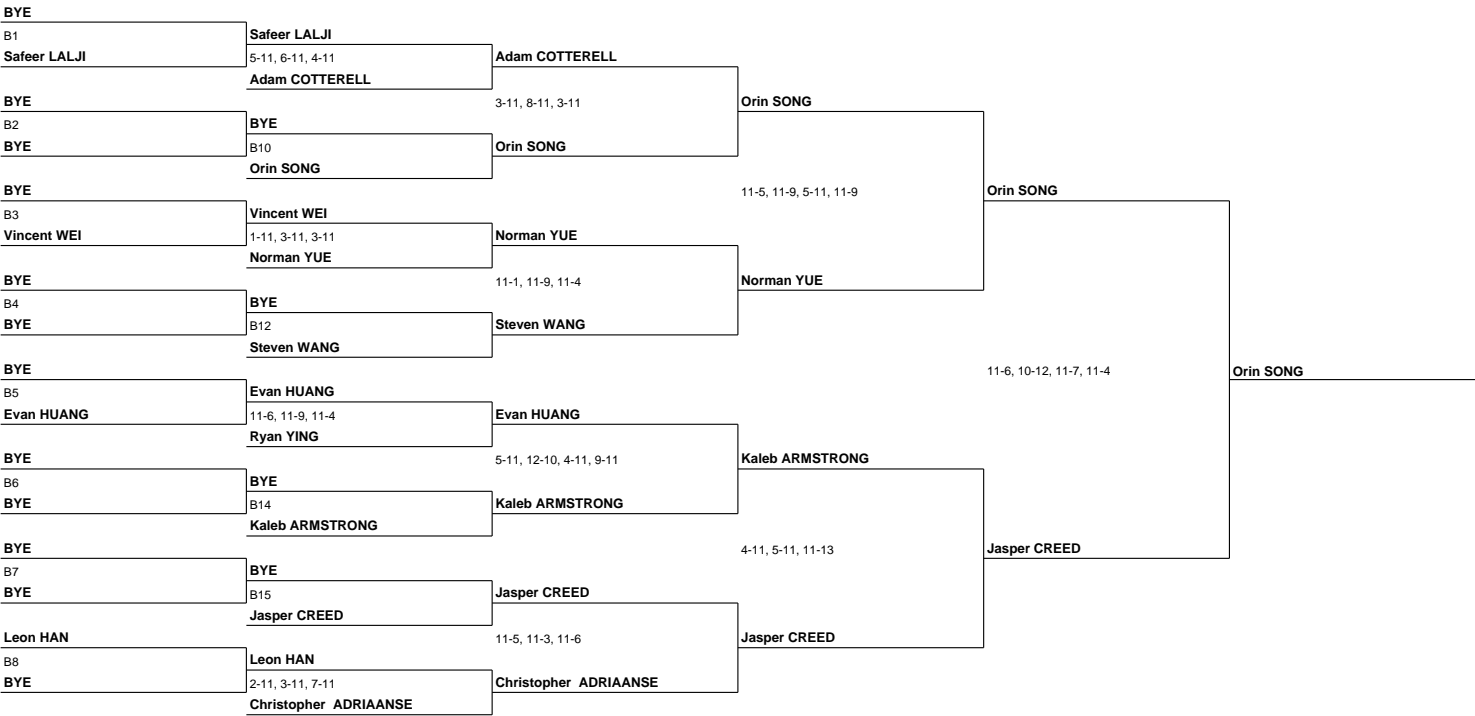 BYE
B1
Safeer LALJI
BYE
B2
BYE
BYE
B3
Vincent WEI
BYE
B4
BYE
BYE
B5
Evan HUANG
BYE
B6
BYE
BYE
B7
BYE
Leon HAN
B8
BYE
Safeer LALJI
5-11, 6-11, 4-11
Adam COTTERELL
BYE
B10
Orin SONG
Vincent WEI
1-11, 3-11, 3-11
Norman YUE
BYE
B12
Steven WANG
Evan HUANG
11-6, 11-9, 11-4
Ryan YING
BYE
B14
Kaleb ARMSTRONG
BYE
B15
Jasper CREED
Leon HAN
2-11, 3-11, 7-11
Christopher ADRIAANSE
Adam COTTERELL
3-11, 8-11, 3-11
Orin SONG
Norman YUE
11-1, 11-9, 11-4
Steven WANG
Evan HUANG
5-11, 12-10, 4-11, 9-11
Kaleb ARMSTRONG
Jasper CREED
11-5, 11-3, 11-6
Christopher ADRIAANSE
Orin SONG
11-5, 11-9, 5-11, 11-9
Norman YUE
Kaleb ARMSTRONG
4-11, 5-11, 11-13
Jasper CREED
Orin SONG
11-6, 10-12, 11-7, 11-4
Jasper CREED
Orin SONG